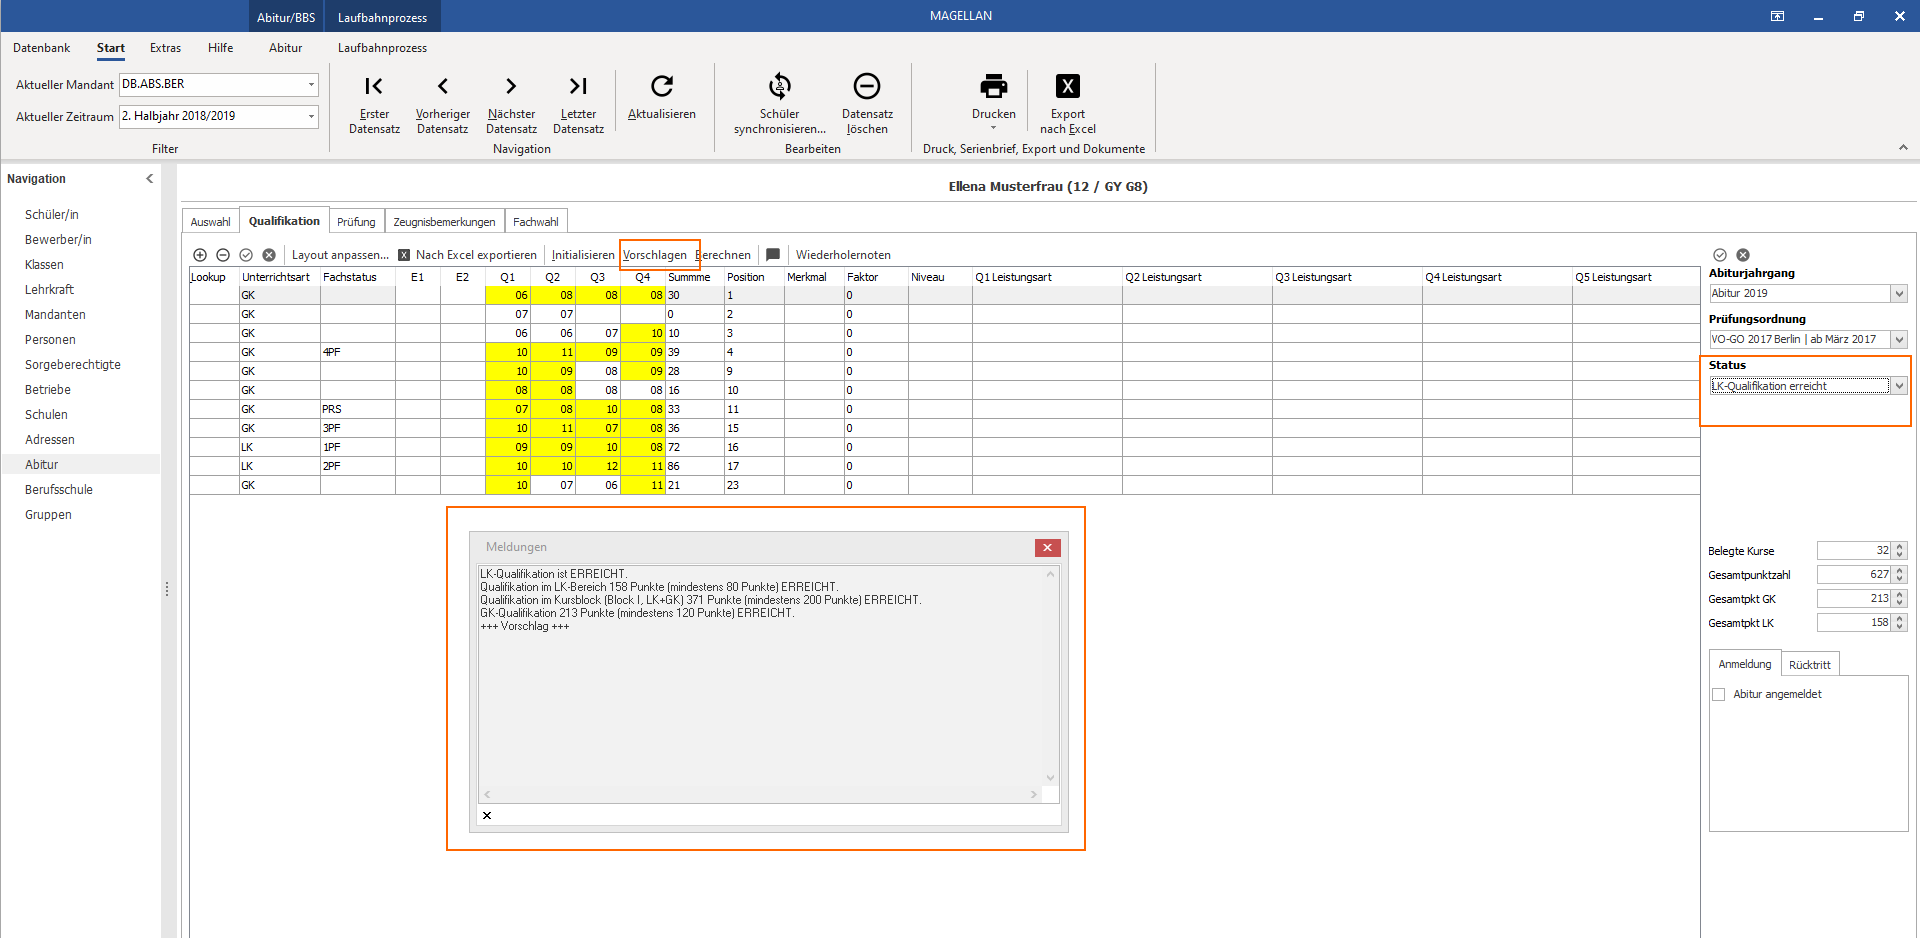 Abitur/BBS Laufbahnprozess MAGELLAN
Datenbank Start Extras Hilfe Abitur Laufbahnprozess
Aktueller Mandant DB.ABS.BER
Aktueller Zeitraum 2. Halbjahr 2018/2019
Filter
Erster Datensatz
Vorheriger Datensatz
Nächster Datensatz
Letzter Datensatz
Aktualisieren
Navigation
Schüler synchronisieren...
Datensatz löschen
Bearbeiten
Drucken
X
Export nach Excel
Druck, Serienbrief, Export und Dokumente
Navigation
Schüler/in
Bewerber/in
Klassen
Lehrkraft
Mandanten
Personen
Sorgeberechtigte
Betriebe
Schulen
Adressen
Abitur
Berufsschule
Gruppen
Ellena Musterfrau (12 / GY G8)
Auswahl Qualifikation Prüfung Zeugnisbemerkungen Fachwahl
Layout anpassen... X Nach Excel exportieren Initialisieren Vorschlagen erechnen Wiederholernoten
Lookup Unterrichtsart Fachstatus E1 E2 Q1 Q2 Q3 Q4 Summme Position Merkmal Faktor Niveau Q1 Leistungsart Q2 Leistungsart Q3 Leistungsart Q4 Leistungsart Q5 Leistungsart
GK 06 08 08 08 30 1 0
GK 07 07 0 2 0
GK 06 06 07 10 10 3 0
GK 4PF 10 11 09 09 39 4 0
GK 10 09 08 09 28 9 0
GK 08 08 08 08 16 10 0
GK PRS 07 08 10 08 33 11 0
GK 3PF 10 11 07 08 36 15 0
LK 1PF 09 09 10 08 72 16 0
LK 2PF 10 10 12 11 86 17 0
GK 10 07 06 11 21 23 0
Meldungen
LK-Qualifikation ist ERREICHT.
Qualifikation im LK-Bereich 158 Punkte (mindestens 80 Punkte) ERREICHT.
Qualifikation im Kursblock (Block I, LK+GK) 371 Punkte (mindestens 200 Punkte) ERREICHT.
GK-Qualifikation 213 Punkte (mindestens 120 Punkte) ERREICHT.
+++ Vorschlag +++
Abiturjahrgang
Abitur 2019
Prüfungsordnung
VO-GO 2017 Berlin | ab März 2017
Status
LK-Qualifikation erreicht
Belegte Kurse 32
Gesamtpunktzahl 627
Gesamtpkt GK 213
Gesamtpkt LK 158
Anmeldung Rücktritt
Abitur angemeldet